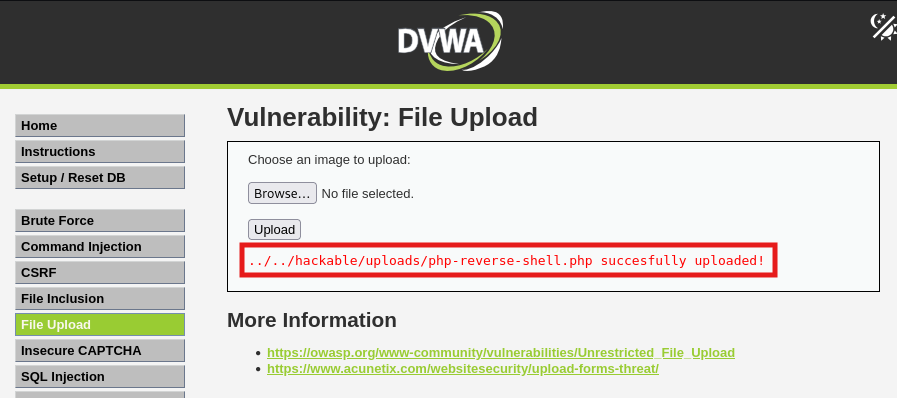 DVWA
Home
Instructions
Setup / Reset DB
Brute Force
Command Injection
CSRF
File Inclusion
File Upload
Insecure CAPTCHA
SQL Injection
Vulnerability: File Upload
Choose an image to upload:
Browse... No file selected.
Upload
../../hackable/uploads/php-reverse-shell.php succesfully uploaded!
More Information
https://owasp.org/www-community/vulnerabilities/Unrestricted_File_Upload
https://www.acunetix.com/websitesecurity/upload-forms-threat/